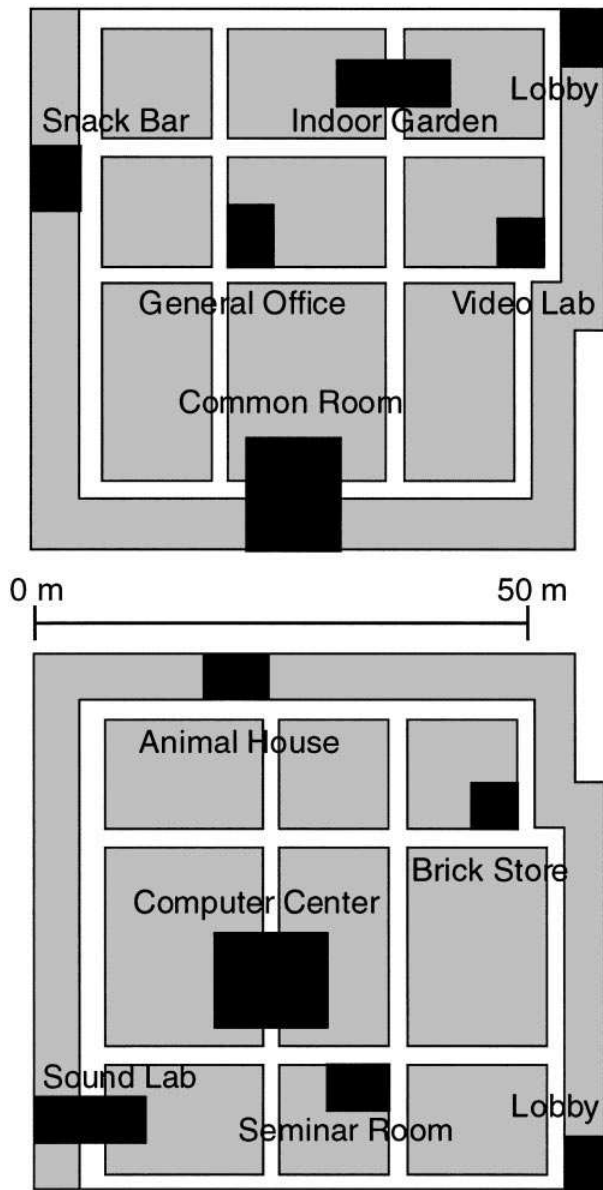 Lobby
Snack Bar Indoor Garden
General Office Video Lab
Common Room
0 m 50 m
Animal House
Brick Store
Computer Center
Sound Lab
Lobby
Seminar Room